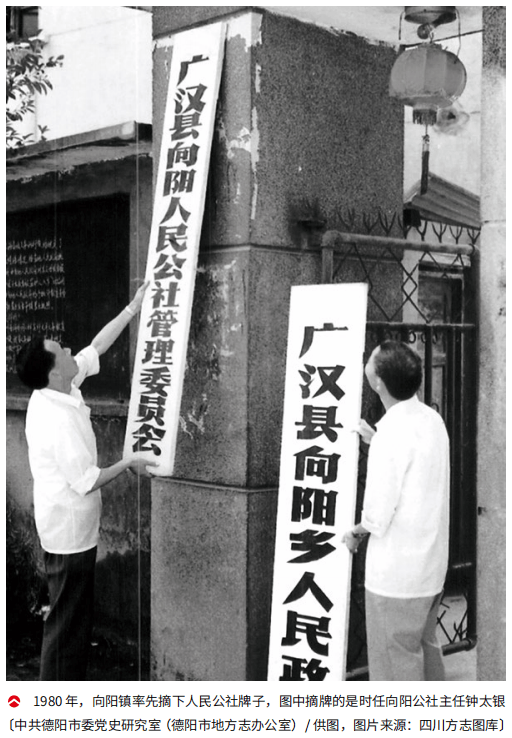 广汉县向阳人民公社管理委员会
广汉县向阳乡人民政
1980 年，向阳镇率先摘下人民公社牌子，图中摘牌的是时任向阳公社主任钟太银
〔中共德阳市委党史研究室（德阳市地方志办公室）/ 供图，图片来源：四川方志图库〕